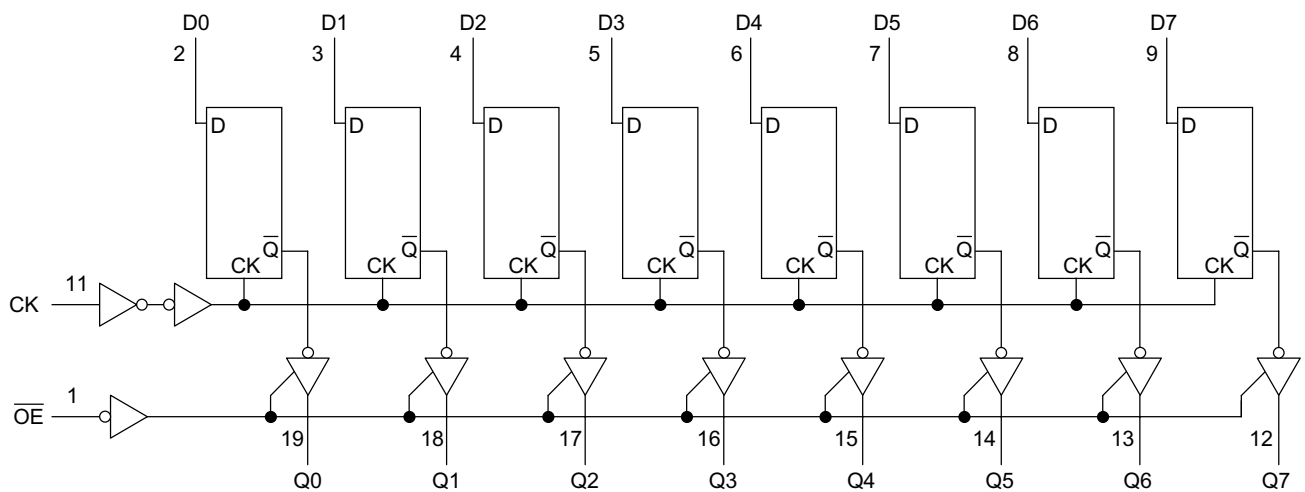 D0 D1 D2 D3 D4 D5 D6 D7
2 3 4 5 6 7 8 9
D D D D D D D D
Q̅ Q̅ Q̅ Q̅ Q̅ Q̅ Q̅ Q̅
CK CK CK CK CK CK CK CK
11
CK
1
O̅E̅
19 18 17 16 15 14 13 12
Q0 Q1 Q2 Q3 Q4 Q5 Q6 Q7